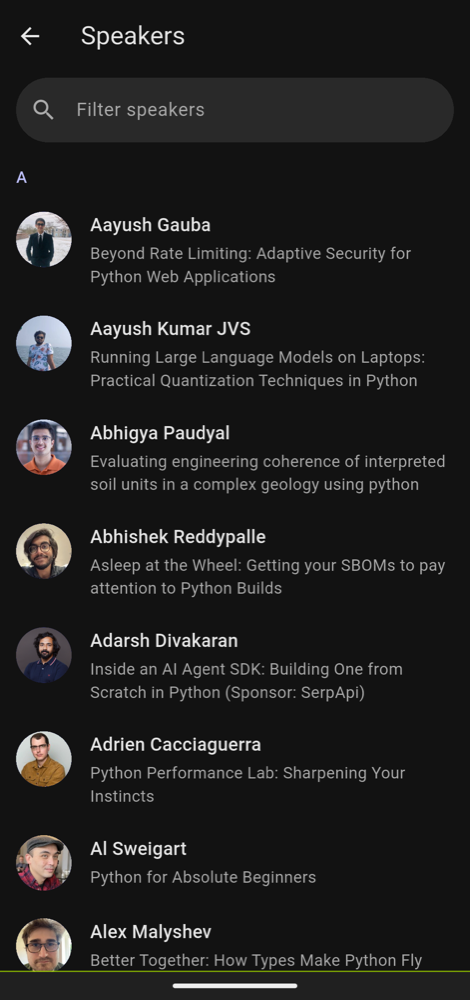 Speakers
Filter speakers
A
Aayush Gauba
Beyond Rate Limiting: Adaptive Security for
Python Web Applications
Aayush Kumar JVS
Running Large Language Models on Laptops:
Practical Quantization Techniques in Python
Abhigya Paudyal
Evaluating engineering coherence of interpreted
soil units in a complex geology using python
Abhishek Reddypalle
Asleep at the Wheel: Getting your SBOMs to pay
attention to Python Builds
Adarsh Divakaran
Inside an AI Agent SDK: Building One from
Scratch in Python (Sponsor: SerpApi)
Adrien Cacciaguerra
Python Performance Lab: Sharpening Your
Instincts
Al Sweigart
Python for Absolute Beginners
Alex Malyshev
Better Together: How Types Make Python Fly